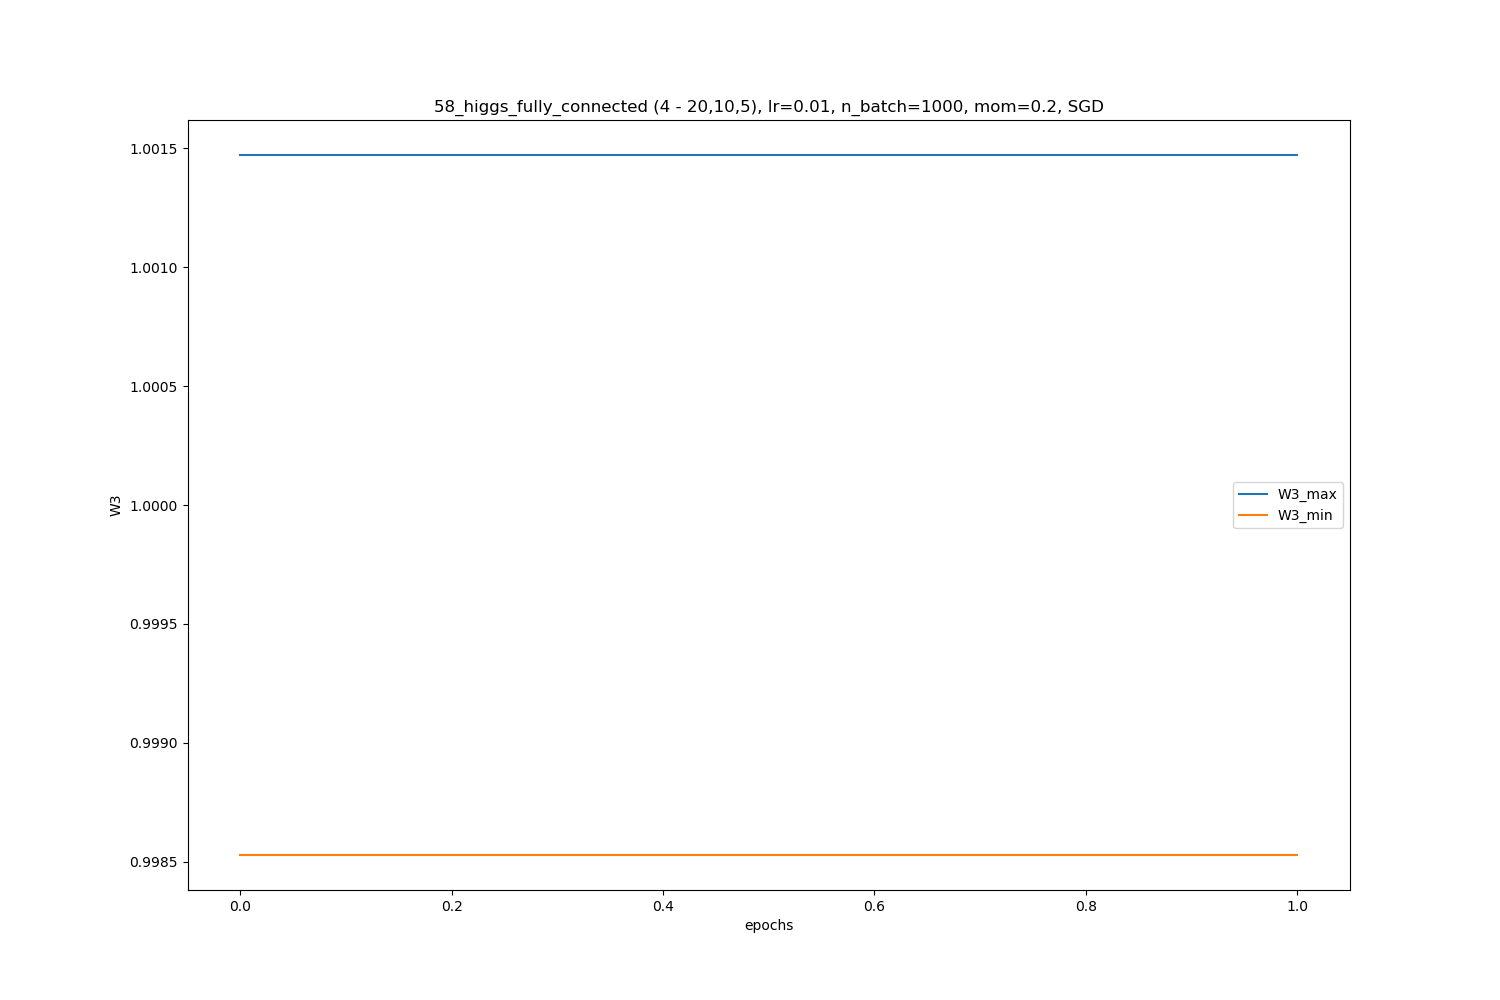 58_higgs_fully_connected (4 - 20,10,5), lr=0.01, n_batch=1000, mom=0.2, SGD
1.0015
1.0010
1.0005
1.0000
0.9995
0.9990
0.9985
W3
W3_max
W3_min
0.0 0.2 0.4 0.6 0.8 1.0
epochs